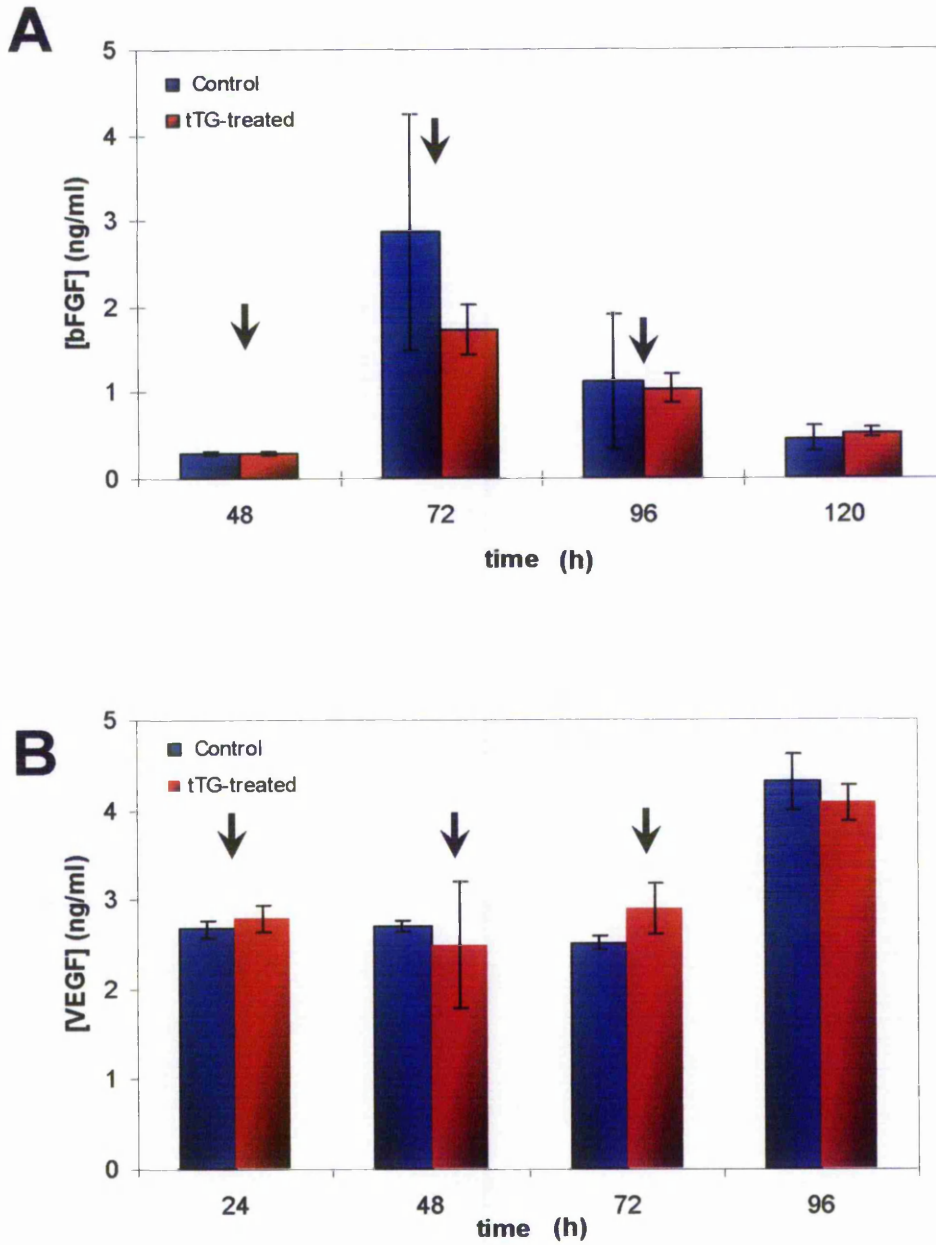 A
5
Control
tTG-treated
4
3
2
1
0
[bFGF] (ng/ml)
48 72 96 120
time (h)
B
5
Control
tTG-treated
4
3
2
1
0
[VEGF] (ng/ml)
24 48 72 96
time (h)